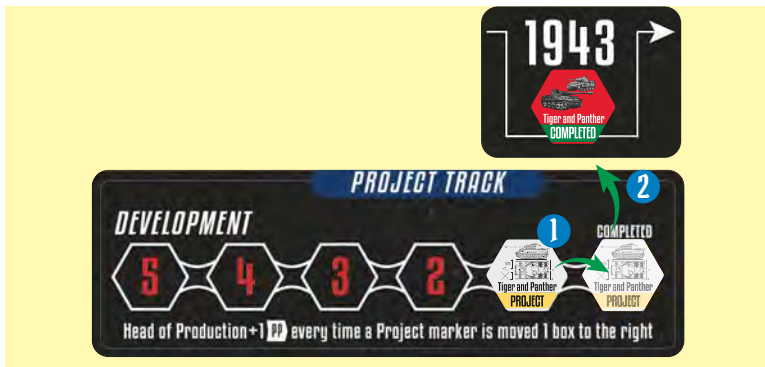 1943
Tiger and Panther
COMPLETED
PROJECT TRACK
2
DEVELOPMENT
1
COMPLETED
5 4 3 2
Tiger and Panther
PROJECT
Tiger and Panther
PROJECT
Head of Production+1 PP every time a Project marker is moved 1 box to the right